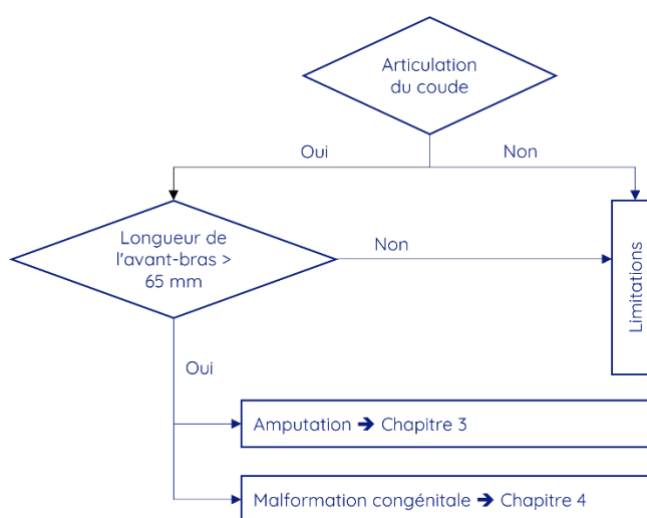 Articulation
du coude
Oui
Non
Longueur de
l'avant-bras >
65 mm
Non
Limitations
Oui
Amputation ➔ Chapitre 3
Malformation congénitale ➔ Chapitre 4